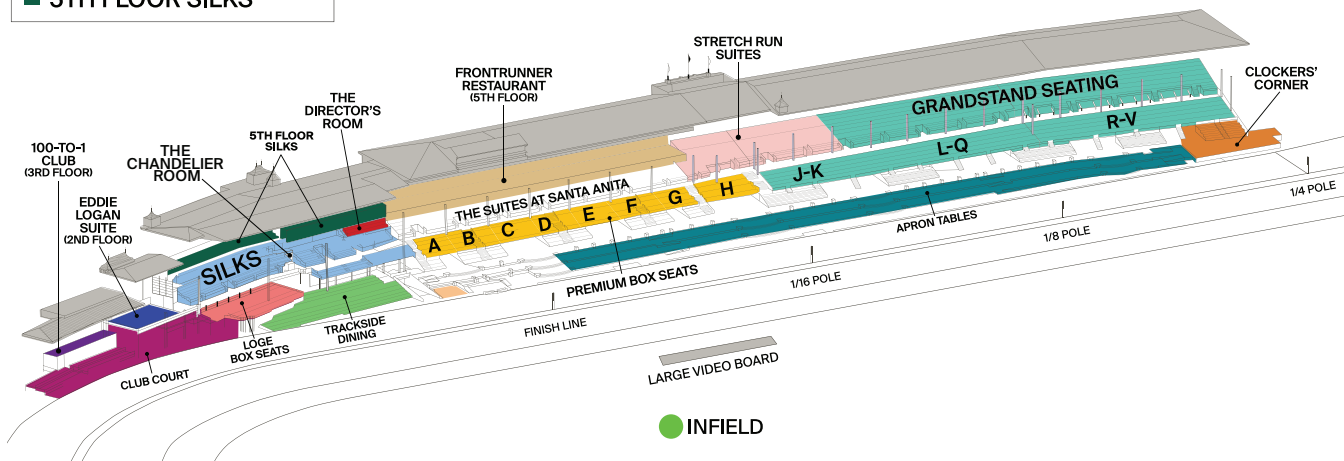 5TH FLOOR SILKS
STRETCH RUN
SUITES
FRONTRUNNER
RESTAURANT
(5TH FLOOR)
CLOCKERS'
CORNER
THE
DIRECTOR'S
ROOM
5TH FLOOR
SILKS
THE
CHANDELIER
ROOM
100-TO-1
CLUB
(3RD FLOOR)
EDDIE
LOGAN
SUITE
(2ND FLOOR)
GRANDSTAND SEATING
R-V
L-Q
J-K
THE SUITES AT SANTA ANITA
A B C D E F G H
SILKS
1/4 POLE
APRON TABLES
1/8 POLE
PREMIUM BOX SEATS
1/16 POLE
FINISH LINE
TRACKSIDE
DINING
LOGE
BOX SEATS
CLUB COURT
LARGE VIDEO BOARD
INFIELD